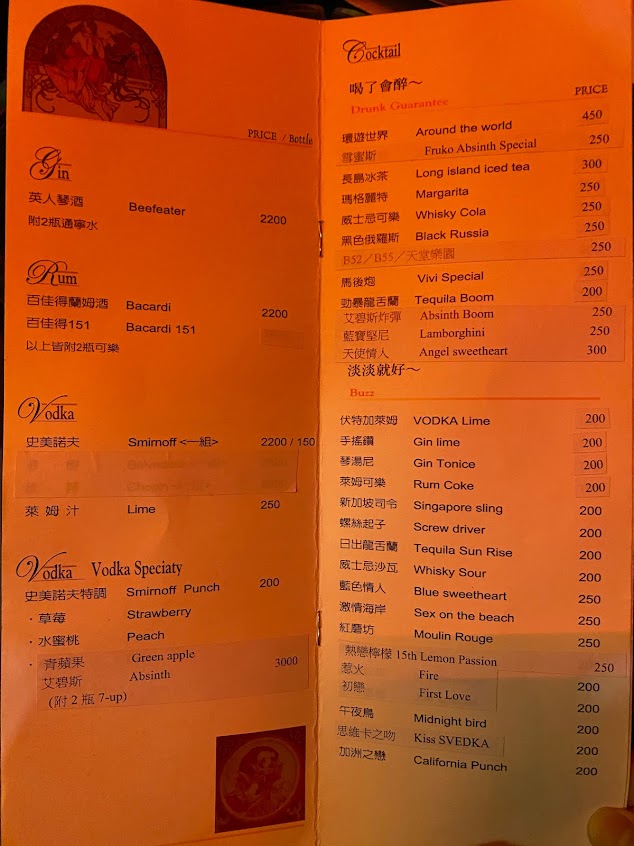 PRICE / Bottle
Gin
英人琴酒 Beefeater 2200
附2瓶通寧水
Rum
百佳得蘭姆酒 Bacardi 2200
百佳得151 Bacardi 151
以上皆附2瓶可樂
Vodka
史美諾夫 Smirnoff <一組> 2200 / 150
萊姆汁 Lime 250
Vodka Vodka Speciaty
史美諾夫特調 Smirnoff Punch 200
·草莓 Strawberry
·水蜜桃 Peach
·青蘋果 Green apple
艾碧斯 Absinth 3000
(附 2 瓶 7-up)
Cocktail
喝了會醉～
Drunk Guarantee PRICE
環遊世界 Around the world 450
雪蜜斯 Fruko Absinth Special 250
長島冰茶 Long island iced tea 300
瑪格麗特 Margarita 250
威士忌可樂 Whisky Cola 250
黑色俄羅斯 Black Russia 250
B52／B55／天堂樂園 250
馬後炮 Vivi Special 250
勁暴龍舌蘭 Tequila Boom 200
艾碧斯炸彈 Absinth Boom 250
藍寶堅尼 Lamborghini 250
天使情人 Angel sweetheart 300
淡淡就好～
Buzz
伏特加萊姆 VODKA Lime 200
手搖鑽 Gin lime 200
琴湯尼 Gin Tonice 200
萊姆可樂 Rum Coke 200
新加坡司令 Singapore sling 200
螺絲起子 Screw driver 200
日出龍舌蘭 Tequila Sun Rise 200
威士忌沙瓦 Whisky Sour 200
藍色情人 Blue sweetheart 250
激情海岸 Sex on the beach 250
紅磨坊 Moulin Rouge 250
熱戀檸檬 15th Lemon Passion 250
惹火 Fire 200
初戀 First Love 200
午夜鳥 Midnight bird 200
思維卡之吻 Kiss SVEDKA 200
加洲之戀 California Punch 200